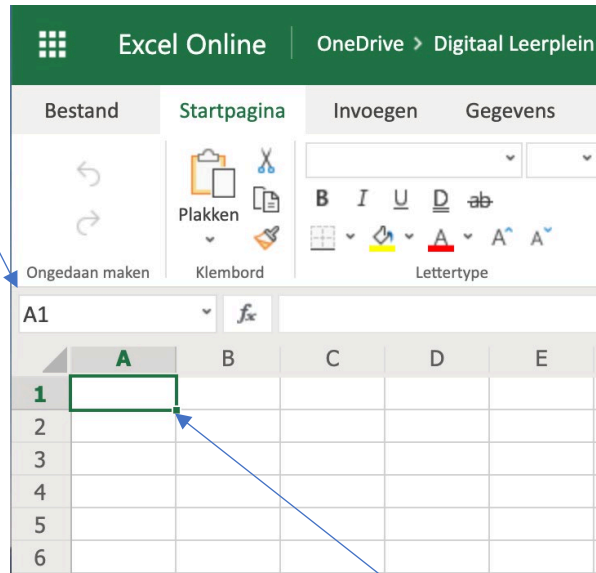 Excel Online OneDrive > Digitaal Leerplein
Bestand Startpagina Invoegen Gegevens
Plakken
B I U D ab
A A A
Ongedaan maken Klembord Lettertype
A1 fx
A B C D E
1
2
3
4
5
6